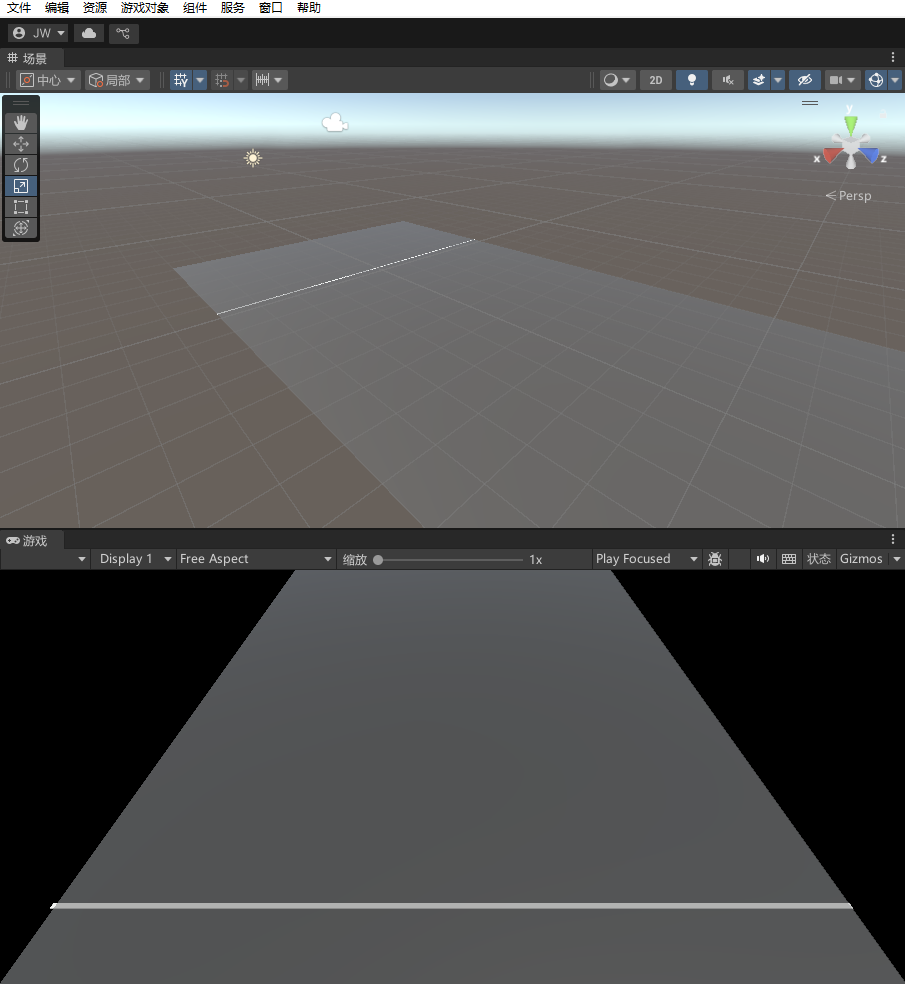 文件 编辑 资源 游戏对象 组件 服务 窗口 帮助
JW
场景
中心 局部 2D
y
x z
Persp
游戏
Display 1 Free Aspect 缩放 1x Play Focused 状态 Gizmos